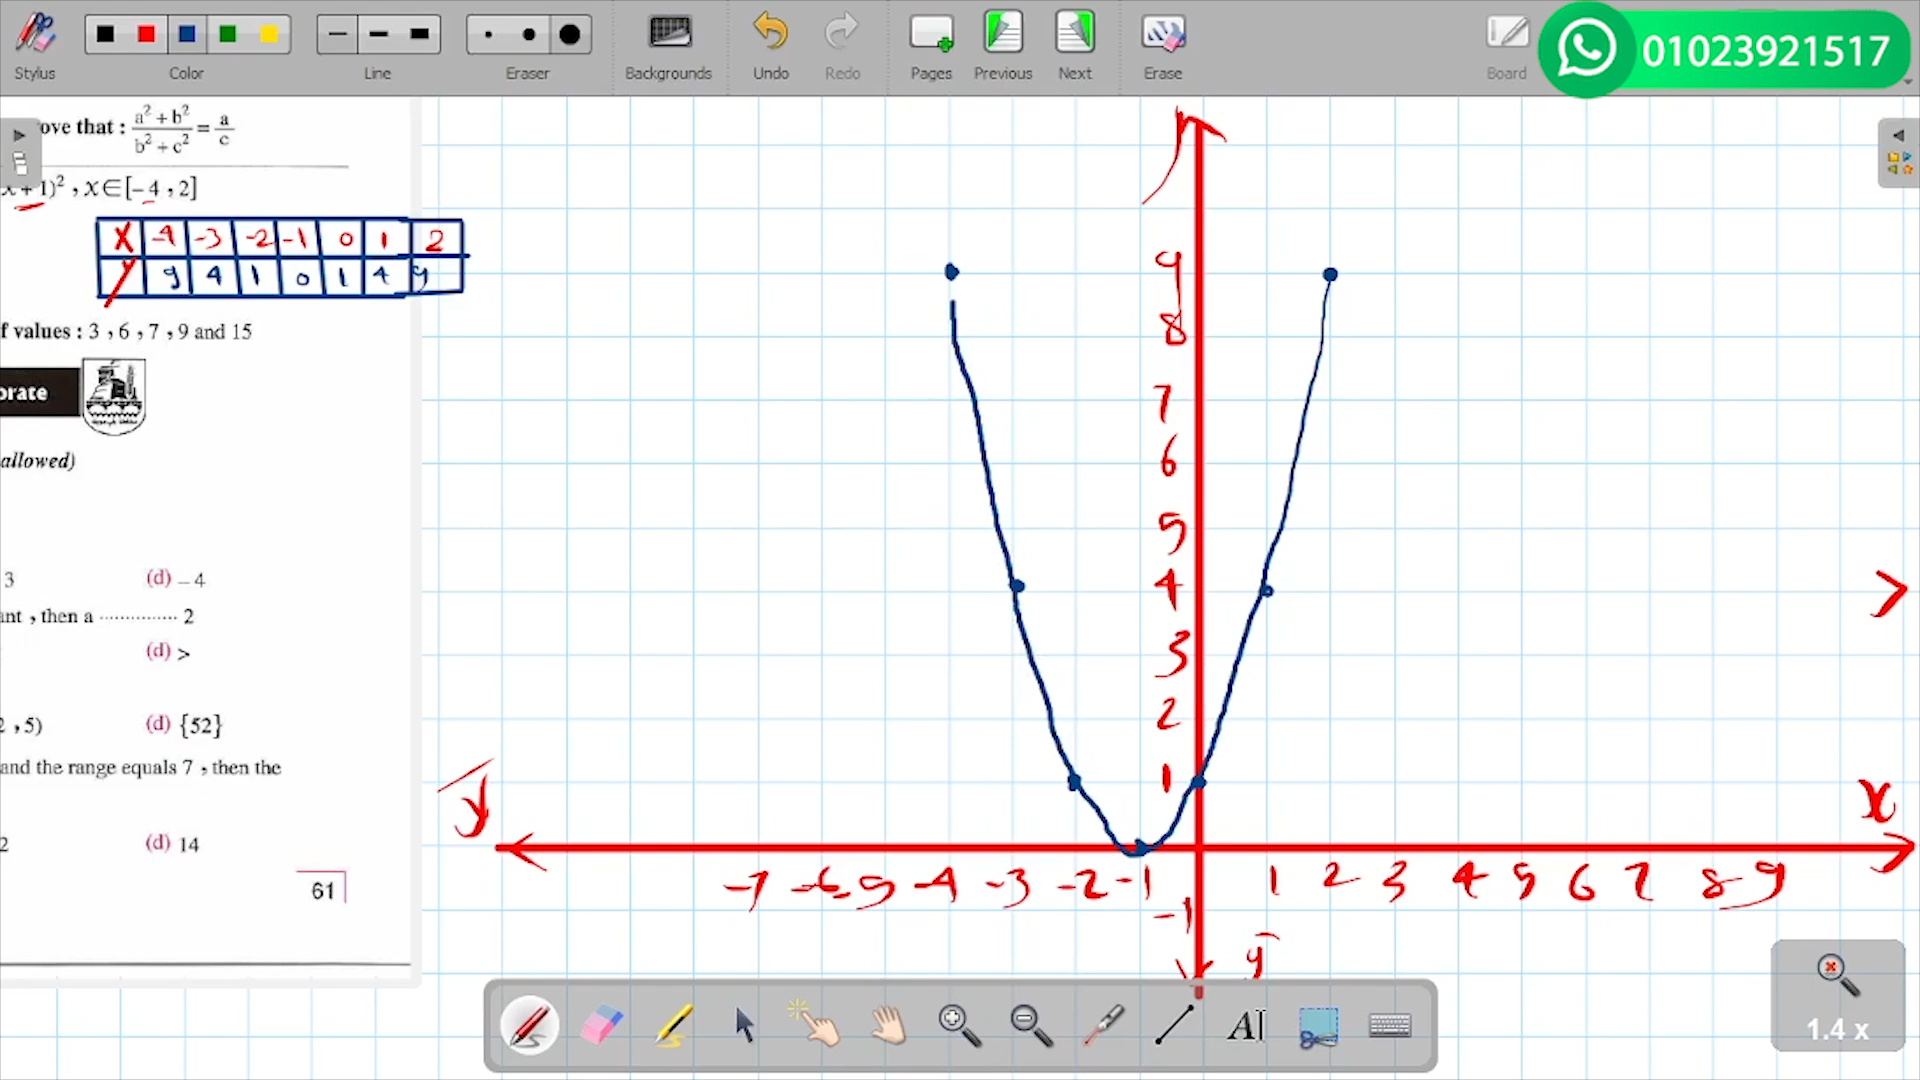 Stylus Color Line Eraser Backgrounds Undo Redo Pages Previous Next Erase Board 01023921517
ove that : a² + b² / b² + c² = a / c
x + 1)² , X ∈ [– 4 , 2]
X -4 -3 -2 -1 0 1 2
y 9 4 1 0 1 4 9
f values : 3 , 6 , 7 , 9 and 15
orate
allowed)
3 (d) – 4
ant , then a .............. 2
(d) >
2 , 5) (d) {52}
and the range equals 7 , then the
2 (d) 14
61
9
8
7
6
5
4
3
2
1
x
-7 -6 -5 -4 -3 -2 -1 1 2 3 4 5 6 7 8 9
-1
y
AI
1.4 x